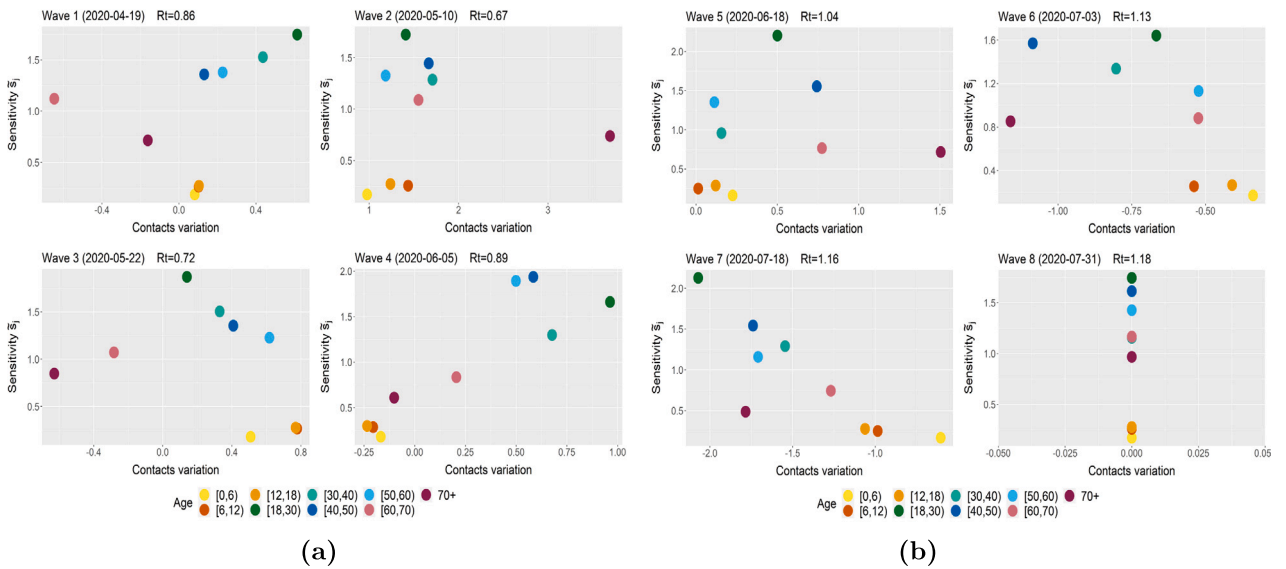 Wave 1 (2020-04-19) Rt=0.86
Sensitivity s̃j
1.5
1.0
0.5
-0.4 0.0 0.4
Contacts variation
Wave 2 (2020-05-10) Rt=0.67
Sensitivity s̃j
1.5
1.0
0.5
1 2 3
Contacts variation
Wave 3 (2020-05-22) Rt=0.72
Sensitivity s̃j
1.5
1.0
0.5
-0.4 0.0 0.4 0.8
Contacts variation
Wave 4 (2020-06-05) Rt=0.89
Sensitivity s̃j
2.0
1.5
1.0
0.5
-0.25 0.00 0.25 0.50 0.75 1.00
Contacts variation
Age [0,6) [12,18) [30,40) [50,60) 70+
[6,12) [18,30) [40,50) [60,70)
(a)
Wave 5 (2020-06-18) Rt=1.04
Sensitivity s̃j
2.0
1.5
1.0
0.5
0.0
0.0 0.5 1.0 1.5
Contacts variation
Wave 6 (2020-07-03) Rt=1.13
Sensitivity s̃j
1.6
1.2
0.8
0.4
-1.00 -0.75 -0.50
Contacts variation
Wave 7 (2020-07-18) Rt=1.16
Sensitivity s̃j
2.0
1.5
1.0
0.5
-2.0 -1.5 -1.0
Contacts variation
Wave 8 (2020-07-31) Rt=1.18
Sensitivity s̃j
1.5
1.0
0.5
-0.050 -0.025 0.000 0.025 0.05
Contacts variation
Age [0,6) [12,18) [30,40) [50,60) 70+
[6,12) [18,30) [40,50) [60,70)
(b)